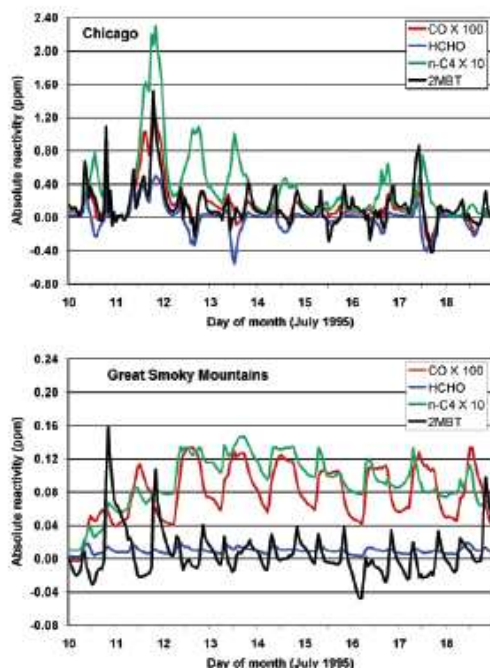 Chicago
CO X 100
HCHO
n-C4 X 10
2MBT
Absolute reactivity (ppm)
2.40
2.00
1.60
1.20
0.80
0.40
0.00
-0.40
-0.80
10 11 12 13 14 15 16 17 18
Day of month (July 1995)
Great Smoky Mountains
CO X 100
HCHO
n-C4 X 10
2MBT
Absolute reactivity (ppm)
0.24
0.20
0.16
0.12
0.08
0.04
0.00
-0.04
-0.08
10 11 12 13 14 15 16 17 18
Day of month (July 1995)